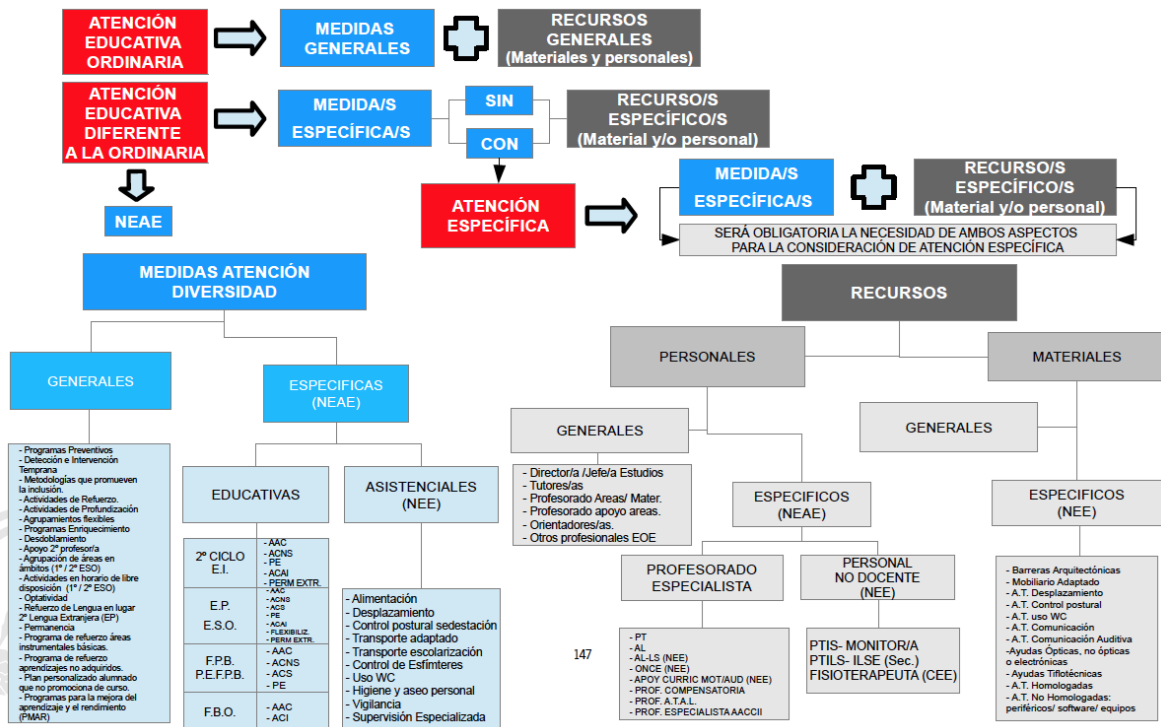 ATENCIÓN
EDUCATIVA
ORDINARIA
MEDIDAS
GENERALES
RECURSOS
GENERALES
(Materiales y personales)
ATENCIÓN
EDUCATIVA
DIFERENTE
A LA ORDINARIA
MEDIDA/S
ESPECÍFICA/S
SIN
CON
RECURSO/S
ESPECÍFICO/S
(Material y/o personal)
NEAE
ATENCIÓN
ESPECÍFICA
MEDIDA/S
ESPECÍFICA/S
RECURSO/S
ESPECÍFICO/S
(Material y/o personal)
SERÁ OBLIGATORIA LA NECESIDAD DE AMBOS ASPECTOS
PARA LA CONSIDERACIÓN DE ATENCIÓN ESPECÍFICA
MEDIDAS ATENCIÓN
DIVERSIDAD
GENERALES
- Programas Preventivos
- Detección e Intervención
Temprana
- Metodologías que promueven
la inclusión.
- Actividades de Refuerzo.
- Actividades de Profundización
- Agrupamientos flexibles
- Programas Enriquecimiento
- Desdoblamiento
- Apoyo 2º profesor/a
- Agrupación de áreas en
ámbitos (1º / 2º ESO)
- Actividades en horario de libre
disposición (1º / 2º ESO)
- Optatividad
- Refuerzo de Lengua en lugar
2º Lengua Extranjera (EP)
- Permanencia
- Programa de refuerzo áreas
instrumentales básicas.
- Programa de refuerzo
aprendizajes no adquiridos.
- Plan personalizado alumnado
que no promociona de curso.
- Programas para la mejora del
aprendizaje y el rendimiento
(PMAR)
ESPECIFICAS
(NEAE)
EDUCATIVAS
2º CICLO
E.I.
- AAC
- ACNS
- PE
- ACAI
- PERM EXTR.
E.P.
E.S.O.
- AAC
- ACNS
- ACS
- PE
- ACAI
- FLEXIBILIZ.
- PERM EXTR.
F.P.B.
P.E.F.P.B.
- AAC
- ACNS
- ACS
- PE
F.B.O.
- AAC
- ACI
ASISTENCIALES
(NEE)
- Alimentación
- Desplazamiento
- Control postural sedestación
- Transporte adaptado
- Transporte escolarización
- Control de Esfímteres
- Uso WC
- Higiene y aseo personal
- Vigilancia
- Supervisión Especializada
RECURSOS
PERSONALES
GENERALES
- Director/a /Jefe/a Estudios
- Tutores/as
- Profesorado Areas/ Mater.
- Profesorado apoyo areas.
- Orientadores/as.
- Otros profesionales EOE
ESPECIFICOS
(NEAE)
PROFESORADO
ESPECIALISTA
- PT
- AL
- AL-LS (NEE)
- ONCE (NEE)
- APOY CURRIC MOT/AUD (NEE)
- PROF. COMPENSATORIA
- PROF. A.T.A.L.
- PROF. ESPECIALISTA AACCII
PERSONAL
NO DOCENTE
(NEE)
PTIS- MONITOR/A
PTILS- ILSE (Sec.)
FISIOTERAPEUTA (CEE)
MATERIALES
GENERALES
ESPECIFICOS
(NEE)
- Barreras Arquitectónicas
- Mobiliario Adaptado
- A.T. Desplazamiento
- A.T. Control postural
- A.T. uso WC
- A.T. Comunicación
- A.T. Comunicación Auditiva
-Ayudas Ópticas, no ópticas
o electrónicas
- Ayudas Tiflotécnicas
- A.T. Homologadas
- A.T. No Homologadas:
periféricos/ software/ equipos
147